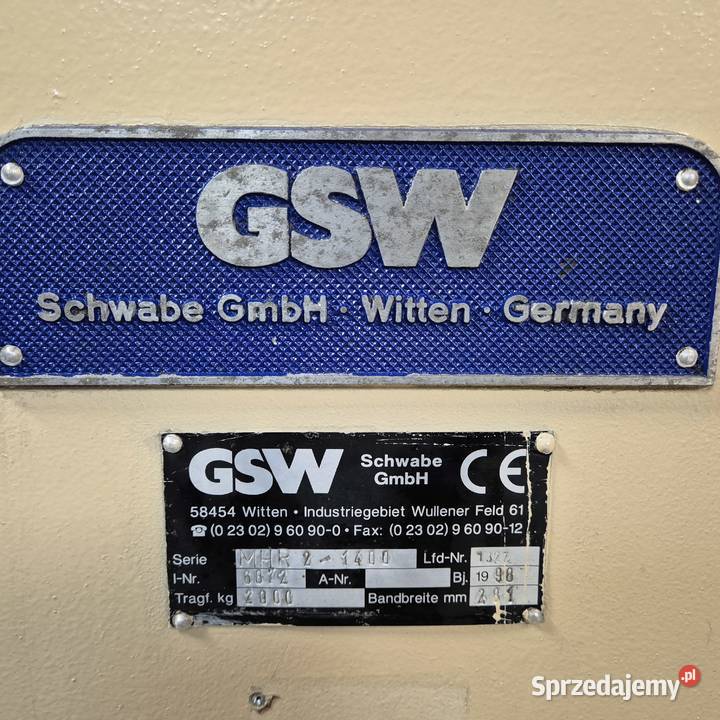 GSW
Schwabe GmbH · Witten · Germany
GSW Schwabe GmbH CE
58454 Witten • Industriegebiet Wullener Feld 61
☎ (0 23 02) 9 60 90-0 • Fax: (0 23 02) 9 60 90-12
Serie MHR 2-1400 Lfd-Nr.
I-Nr. A-Nr. Bj. 1998
Tragf. kg 2000 Bandbreite mm
Sprzedajemy.pl